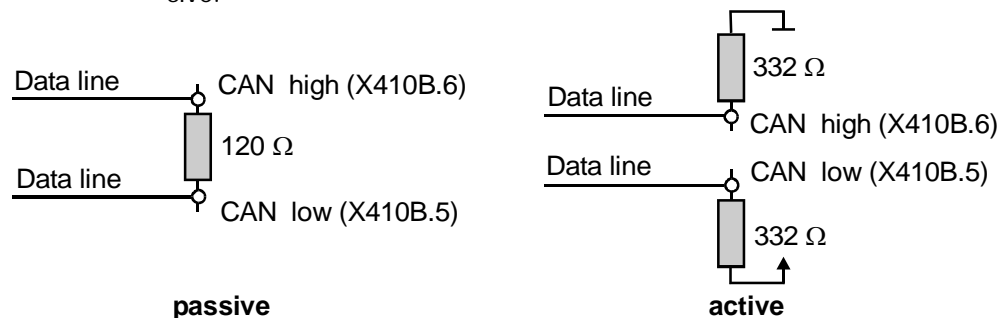 Data line
CAN high (X410B.6)
120 Ω
Data line
CAN low (X410B.5)
passive
332 Ω
Data line
CAN high (X410B.6)
Data line
CAN low (X410B.5)
332 Ω
active